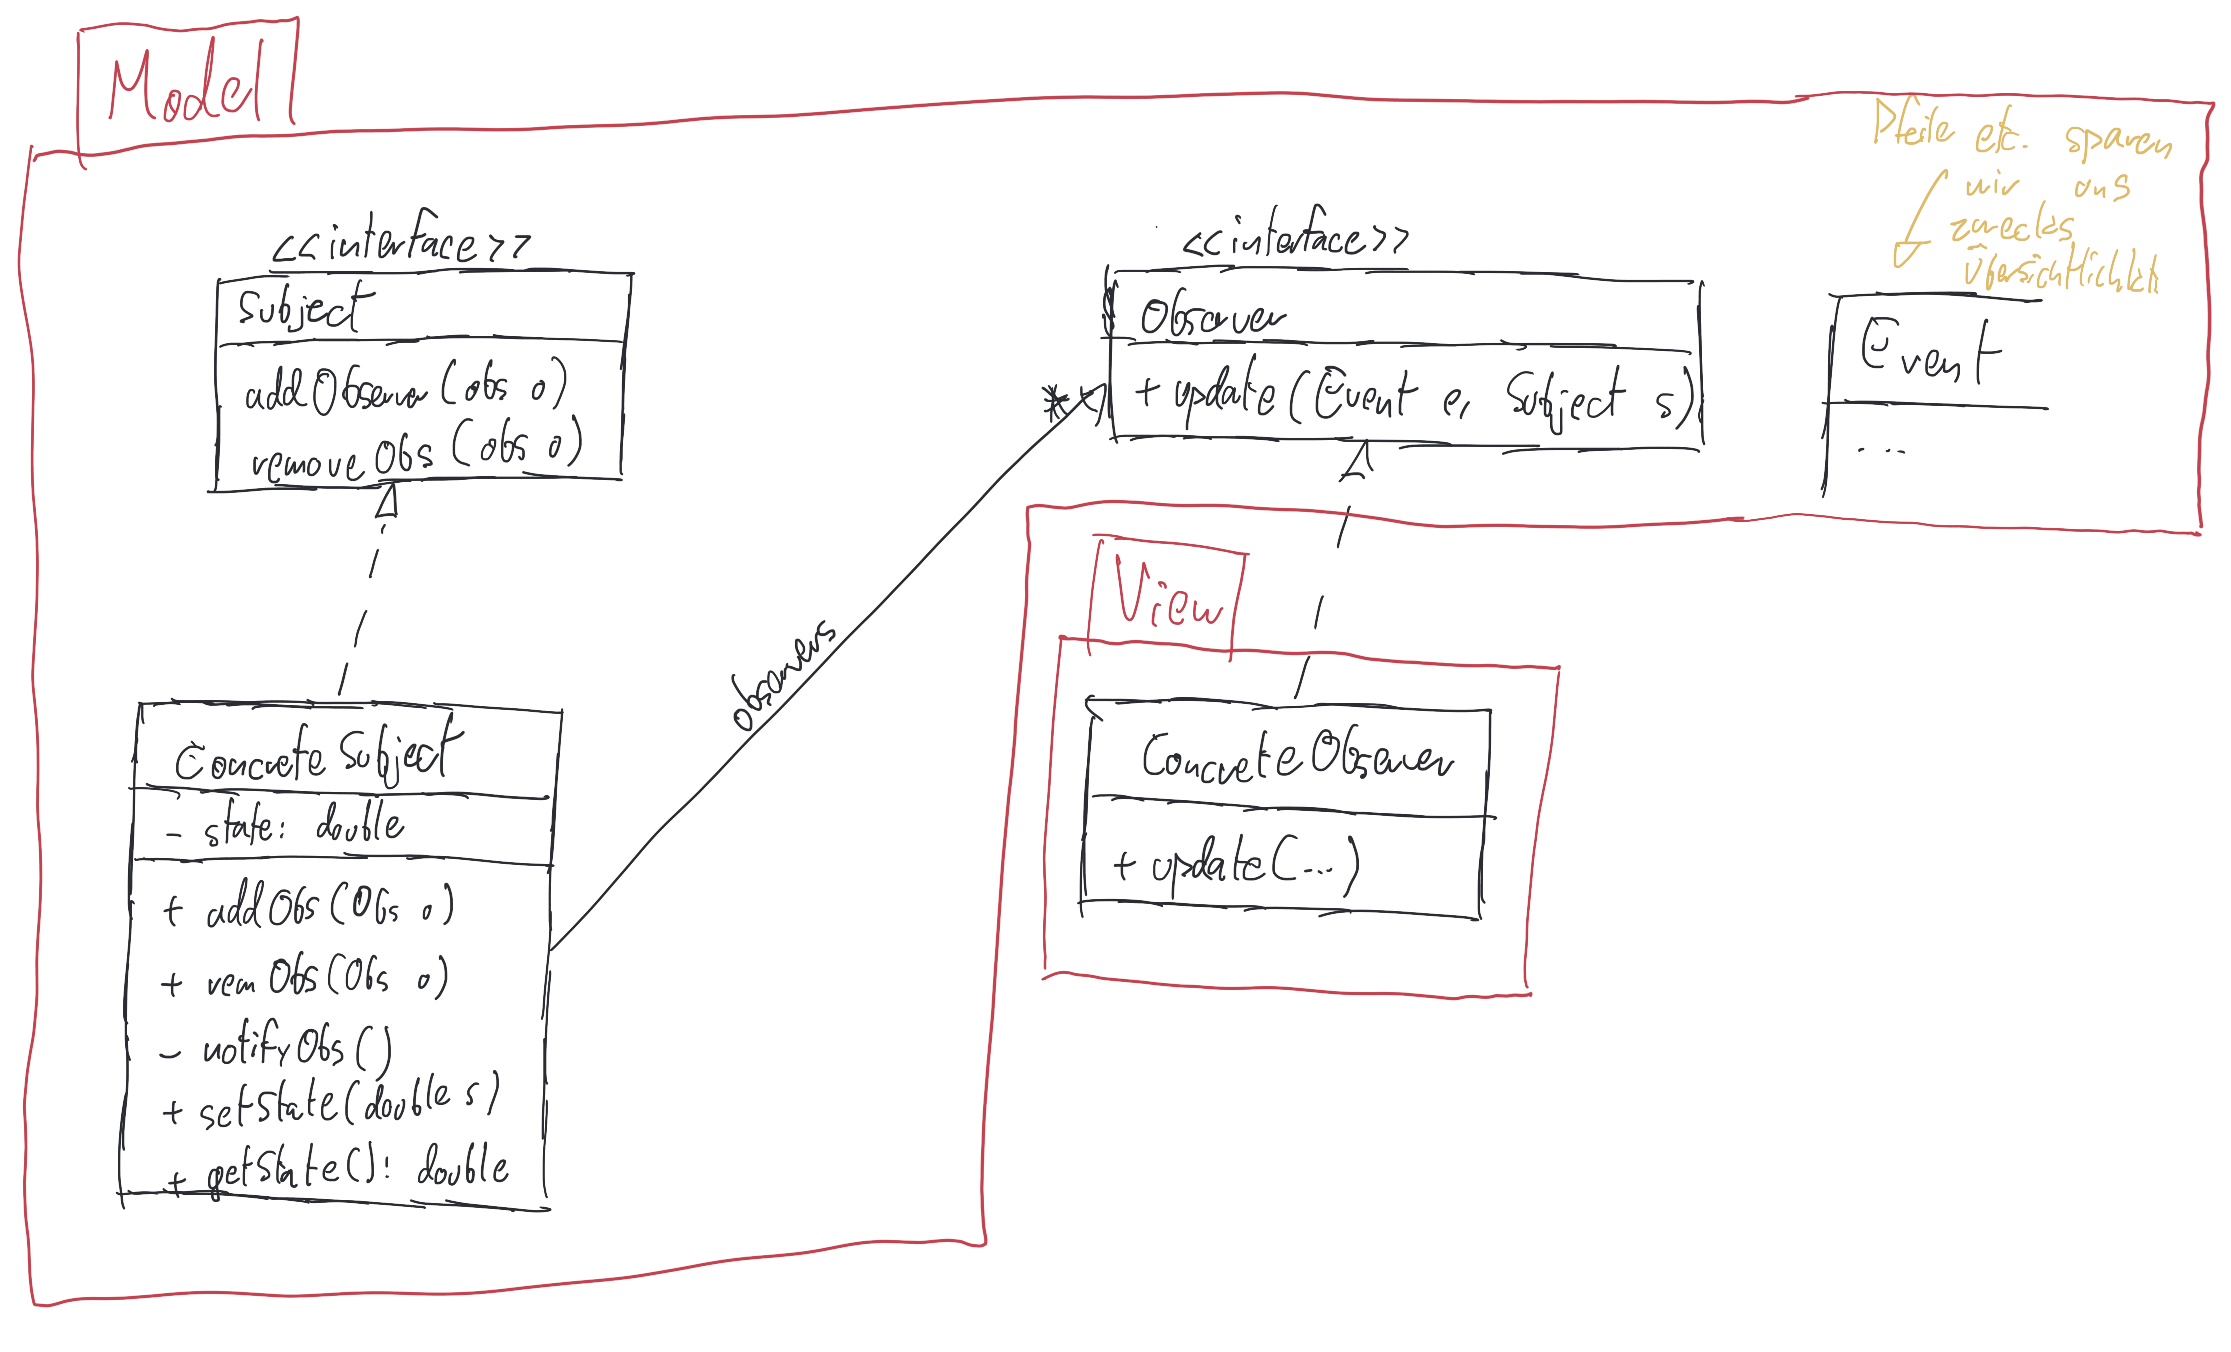 Model
Pfeile etc. sparen
wir uns
zwecks
Übersichtlichkeit
<<interface>>
Subject
addObserver(obs o)
removeObs(obs o)
<<interface>>
Observer
+ update(Event e, Subject s)
*
Event
...
observers
View
ConcreteSubject
- state: double
+ addObs(Obs o)
+ remObs(Obs o)
- notifyObs()
+ setState(double s)
+ getState(): double
ConcreteObserver
+ update(...)